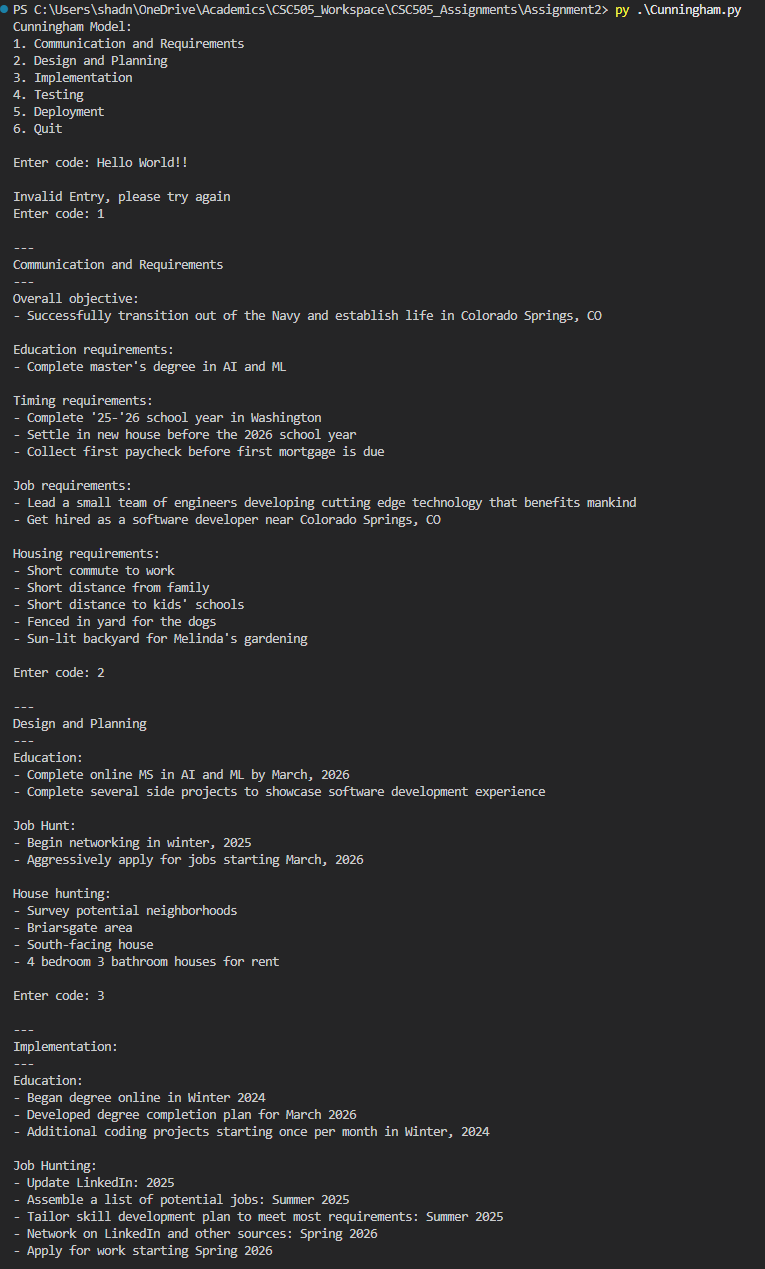 PS C:\Users\shadn\OneDrive\Academics\CSC505_Workspace\CSC505_Assignments\Assignment2> py .\Cunningham.py
Cunningham Model:
1. Communication and Requirements
2. Design and Planning
3. Implementation
4. Testing
5. Deployment
6. Quit
Enter code: Hello World!!
Invalid Entry, please try again
Enter code: 1
---
Communication and Requirements
---
Overall objective:
- Successfully transition out of the Navy and establish life in Colorado Springs, CO
Education requirements:
- Complete master's degree in AI and ML
Timing requirements:
- Complete '25-'26 school year in Washington
- Settle in new house before the 2026 school year
- Collect first paycheck before first mortgage is due
Job requirements:
- Lead a small team of engineers developing cutting edge technology that benefits mankind
- Get hired as a software developer near Colorado Springs, CO
Housing requirements:
- Short commute to work
- Short distance from family
- Short distance to kids' schools
- Fenced in yard for the dogs
- Sun-lit backyard for Melinda's gardening
Enter code: 2
---
Design and Planning
---
Education:
- Complete online MS in AI and ML by March, 2026
- Complete several side projects to showcase software development experience
Job Hunt:
- Begin networking in winter, 2025
- Aggressively apply for jobs starting March, 2026
House hunting:
- Survey potential neighborhoods
- Briarsgate area
- South-facing house
- 4 bedroom 3 bathroom houses for rent
Enter code: 3
---
Implementation:
---
Education:
- Began degree online in Winter 2024
- Developed degree completion plan for March 2026
- Additional coding projects starting once per month in Winter, 2024
Job Hunting:
- Update LinkedIn: 2025
- Assemble a list of potential jobs: Summer 2025
- Tailor skill development plan to meet most requirements: Summer 2025
- Network on LinkedIn and other sources: Spring 2026
- Apply for work starting Spring 2026